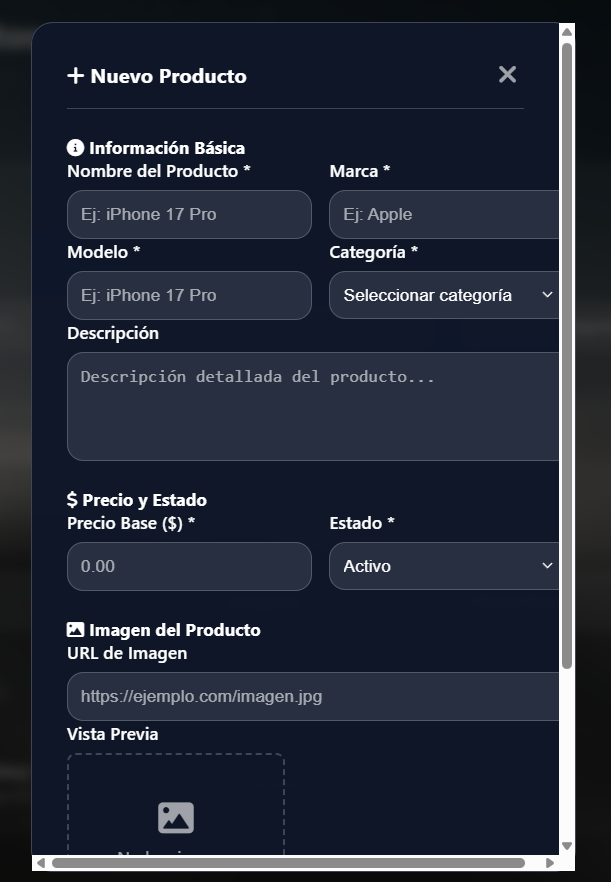 Nuevo Producto
Información Básica
Nombre del Producto * Marca *
Ej: iPhone 17 Pro Ej: Apple
Modelo * Categoría *
Ej: iPhone 17 Pro Seleccionar categoría
Descripción
Descripción detallada del producto...
$ Precio y Estado
Precio Base ($) * Estado *
0.00 Activo
Imagen del Producto
URL de Imagen
https://ejemplo.com/imagen.jpg
Vista Previa